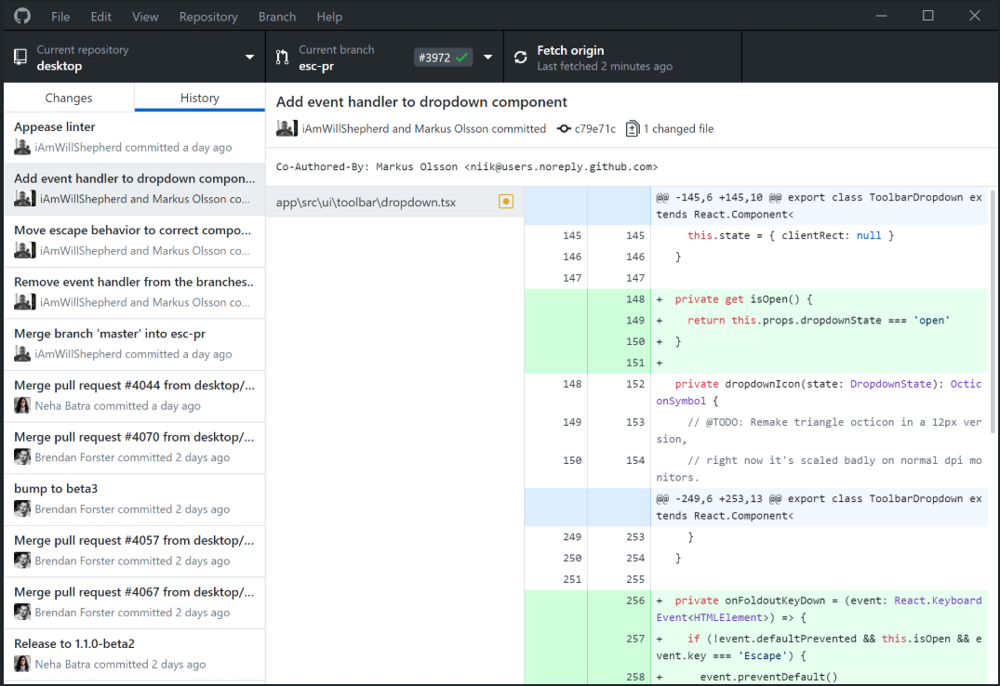 File Edit View Repository Branch Help
Current repository
desktop
Current branch
esc-pr
#3972
Fetch origin
Last fetched 2 minutes ago
Changes
History
Appease linter
iAmWillShepherd committed a day ago
Add event handler to dropdown compon...
iAmWillShepherd and Markus Olsson co...
Move escape behavior to correct compo...
iAmWillShepherd and Markus Olsson co...
Remove event handler from the branches..
iAmWillShepherd and Markus Olsson co...
Merge branch 'master' into esc-pr
iAmWillShepherd committed a day ago
Merge pull request #4044 from desktop/...
Neha Batra committed a day ago
Merge pull request #4070 from desktop/...
Brendan Forster committed 2 days ago
bump to beta3
Brendan Forster committed 2 days ago
Merge pull request #4057 from desktop/...
Brendan Forster committed 2 days ago
Merge pull request #4067 from desktop/...
Brendan Forster committed 2 days ago
Release to 1.1.0-beta2
Neha Batra committed 2 days ago
Add event handler to dropdown component
iAmWillShepherd and Markus Olsson committed c79e71c 1 changed file
Co-Authored-By: Markus Olsson <niik@users.noreply.github.com>
app\src\ui\toolbar\dropdown.tsx
@@ -145,6 +145,10 @@ export class ToolbarDropdown ex
tends React.Component<
145 145 this.state = { clientRect: null }
146 146 }
147 147
148 + private get isOpen() {
149 + return this.props.dropdownState === 'open'
150 + }
151 +
148 152 private dropdownIcon(state: DropdownState): Octic
onSymbol {
149 153 // @TODO: Remake triangle octicon in a 12px ver
sion,
150 154 // right now it's scaled badly on normal dpi mo
nitors.
@@ -249,6 +253,13 @@ export class ToolbarDropdown ex
tends React.Component<
249 253 }
250 254 }
251 255
256 + private onFoldoutKeyDown = (event: React.Keyboard
Event<HTMLElement>) => {
257 + if (!event.defaultPrevented && this.isOpen && e
vent.key === 'Escape') {
258 + event.preventDefault()